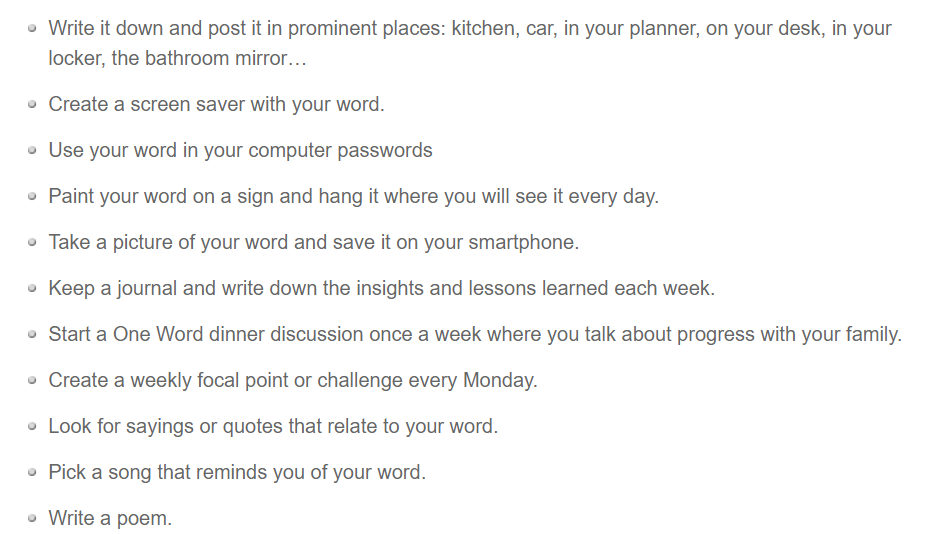 Write it down and post it in prominent places: kitchen, car, in your planner, on your desk, in your
locker, the bathroom mirror…
Create a screen saver with your word.
Use your word in your computer passwords
Paint your word on a sign and hang it where you will see it every day.
Take a picture of your word and save it on your smartphone.
Keep a journal and write down the insights and lessons learned each week.
Start a One Word dinner discussion once a week where you talk about progress with your family.
Create a weekly focal point or challenge every Monday.
Look for sayings or quotes that relate to your word.
Pick a song that reminds you of your word.
Write a poem.